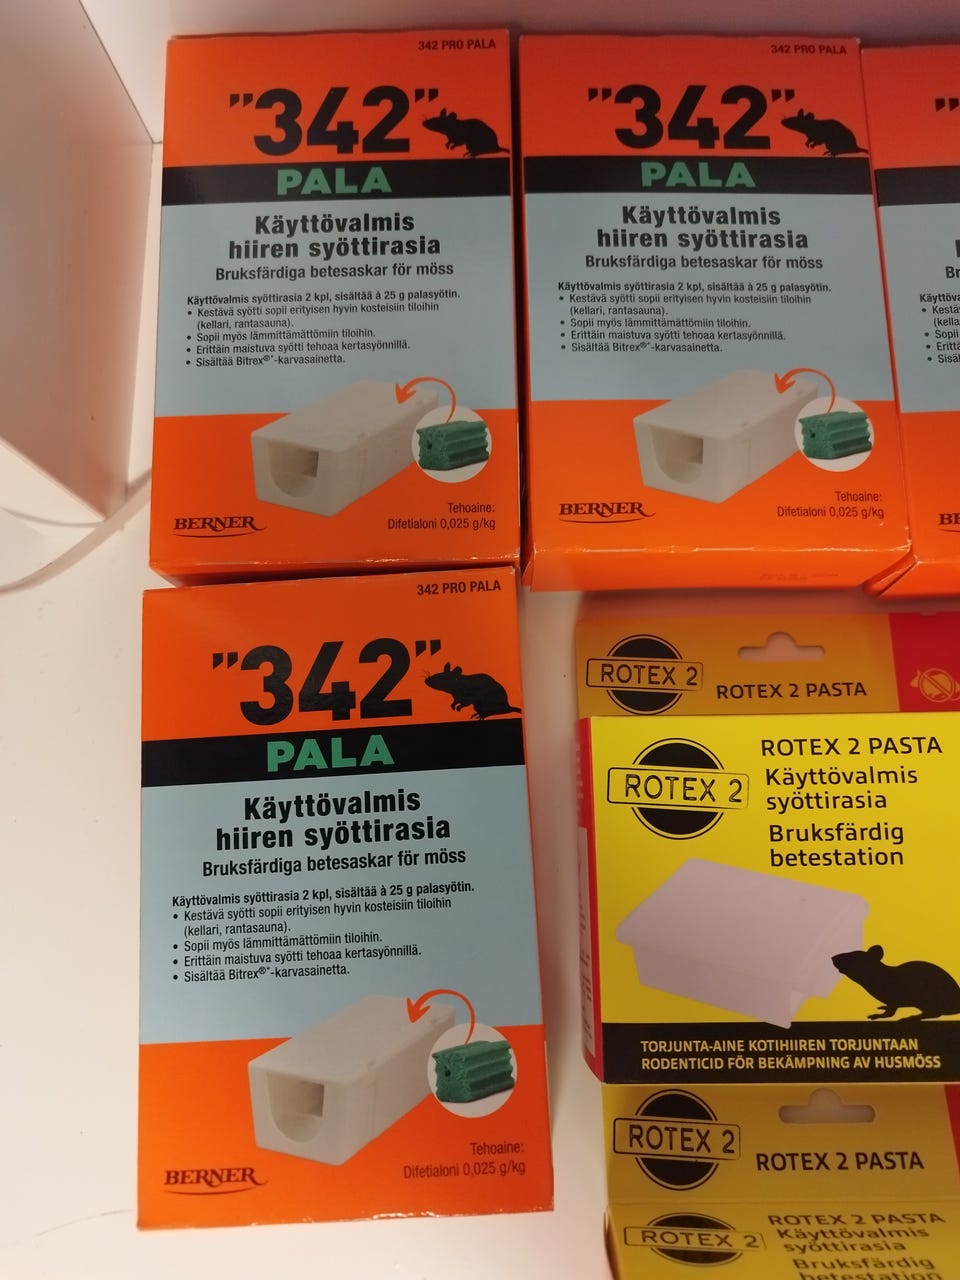 342 PRO PALA
"342"
PALA
Käyttövalmis
hiiren syöttirasia
Bruksfärdiga betesaskar för möss
Käyttövalmis syöttirasia 2 kpl, sisältää à 25 g palasyötin.
• Kestävä syötti sopii erityisen hyvin kosteisiin tiloihin
(kellari, rantasauna).
• Sopii myös lämmittämättömiin tiloihin.
• Erittäin maistuva syötti tehoaa kertasyönnillä.
• Sisältää Bitrex®*-karvasainetta.
BERNER
Tehoaine:
Difetialoni 0,025 g/kg
342 PRO PALA
"342"
PALA
Käyttövalmis
hiiren syöttirasia
Bruksfärdiga betesaskar för möss
Käyttövalmis syöttirasia 2 kpl, sisältää à 25 g palasyötin.
• Kestävä syötti sopii erityisen hyvin kosteisiin tiloihin
(kellari, rantasauna).
• Sopii myös lämmittämättömiin tiloihin.
• Erittäin maistuva syötti tehoaa kertasyönnillä.
• Sisältää Bitrex®*-karvasainetta.
BERNER
Tehoaine:
Difetialoni 0,025 g/kg
342 PRO PALA
"342"
PALA
Käyttövalmis
hiiren syöttirasia
Bruksfärdiga betesaskar för möss
Käyttövalmis syöttirasia 2 kpl, sisältää à 25 g palasyötin.
• Kestävä syötti sopii erityisen hyvin kosteisiin tiloihin
(kellari, rantasauna).
• Sopii myös lämmittämättömiin tiloihin.
• Erittäin maistuva syötti tehoaa kertasyönnillä.
• Sisältää Bitrex®*-karvasainetta.
BERNER
Tehoaine:
Difetialoni 0,025 g/kg
ROTEX 2
ROTEX 2 PASTA
ROTEX 2
ROTEX 2 PASTA
Käyttövalmis
syöttirasia
Bruksfärdig
betestation
TORJUNTA-AINE KOTIHIIREN TORJUNTAAN
RODENTICID FÖR BEKÄMPNING AV HUSMÖSS
ROTEX 2
ROTEX 2 PASTA
ROTEX 2
ROTEX 2 PASTA
Käyttövalmis
syöttirasia
Bruksfärdig
betestation